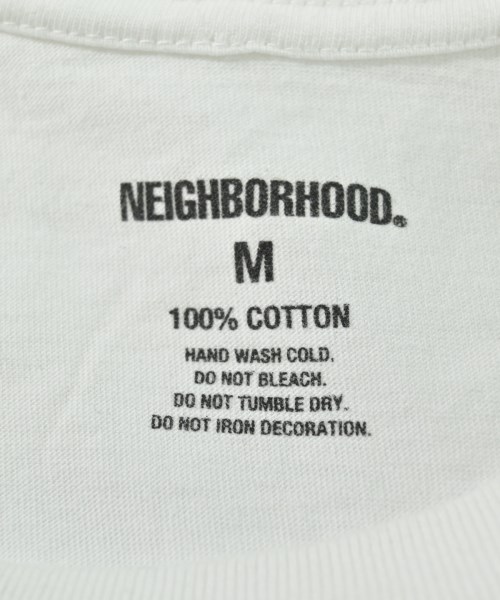 NEIGHBORHOOD®
M
100% COTTON
HAND WASH COLD.
DO NOT BLEACH.
DO NOT TUMBLE DRY.
DO NOT IRON DECORATION.